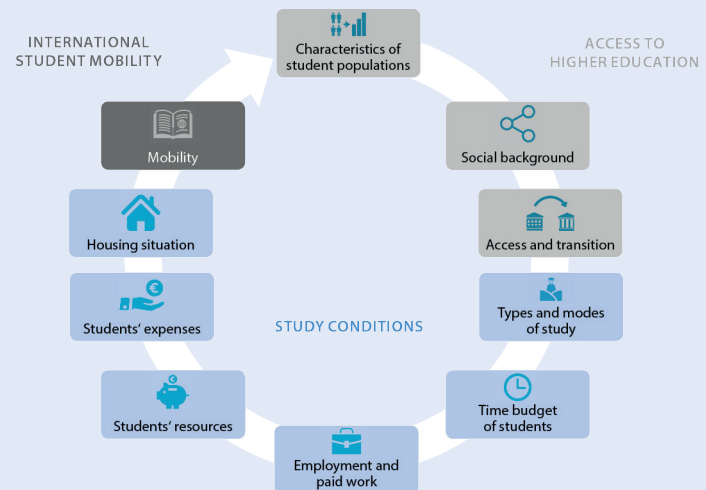 INTERNATIONAL
STUDENT MOBILITY
ACCESS TO
HIGHER EDUCATION
Characteristics of
student populations
Social background
Access and transition
Types and modes
of study
Time budget
of students
Employment and
paid work
Students‘ resources
Students‘ expenses
Housing situation
Mobility
STUDY CONDITIONS